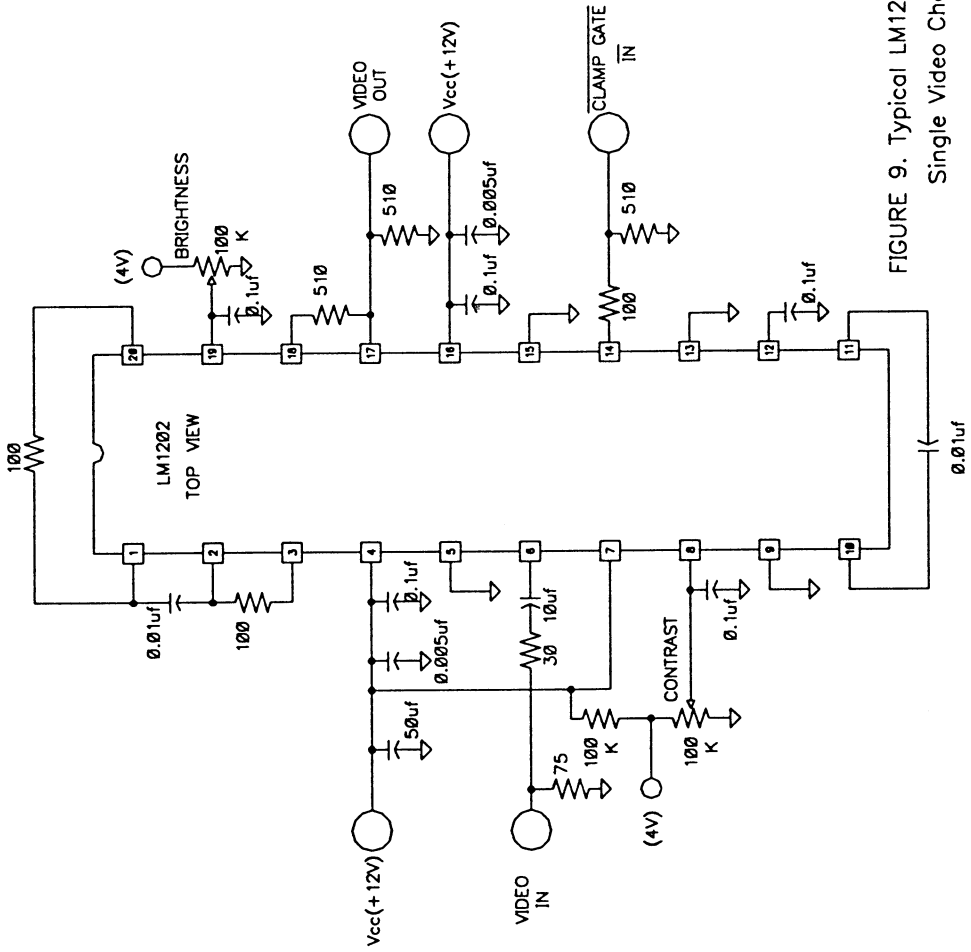 100
LM1202
TOP VIEW
1
2
3
4
5
6
7
8
9
10
20
19
18
17
16
15
14
13
12
11
0.01uf
100
Vcc(+12V)
50uf
0.005uf
0.1uf
VIDEO
IN
75
30
10uf
100
K
(4V)
100
K
CONTRAST
0.1uf
0.01uf
(4V)
BRIGHTNESS
100
K
0.1uf
510
VIDEO
OUT
510
Vcc(+12V)
0.1uf
0.005uf
CLAMP GATE
IN
100
510
0.1uf
FIGURE 9. Typical LM12
Single Video Ch